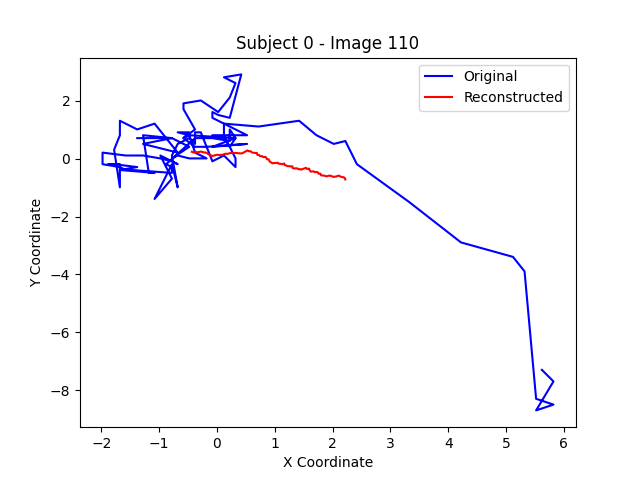 Subject 0 - Image 110
Original
Reconstructed
Y Coordinate
2
0
−2
−4
−6
−8
−2 −1 0 1 2 3 4 5 6
X Coordinate